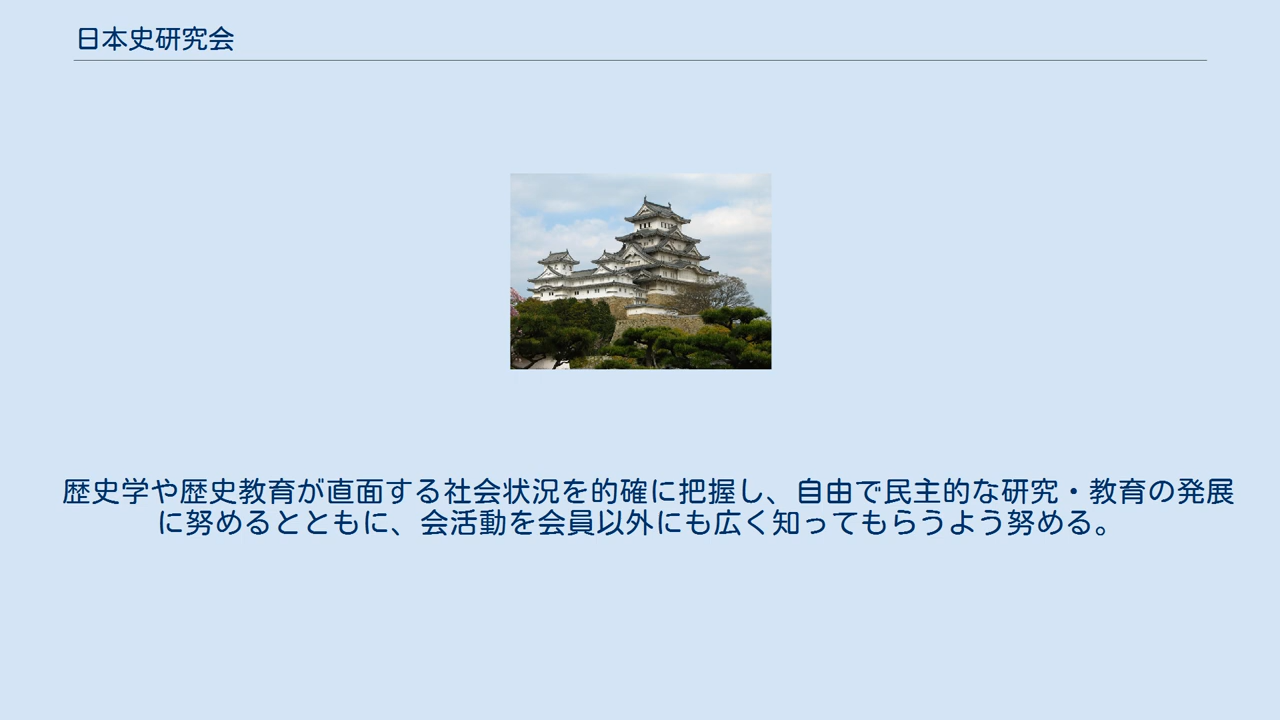 日本史研究会
歴史学や歴史教育が直面する社会状況を的確に把握し、自由で民主的な研究・教育の発展
に努めるとともに、会活動を会員以外にも広く知ってもらうよう努める。